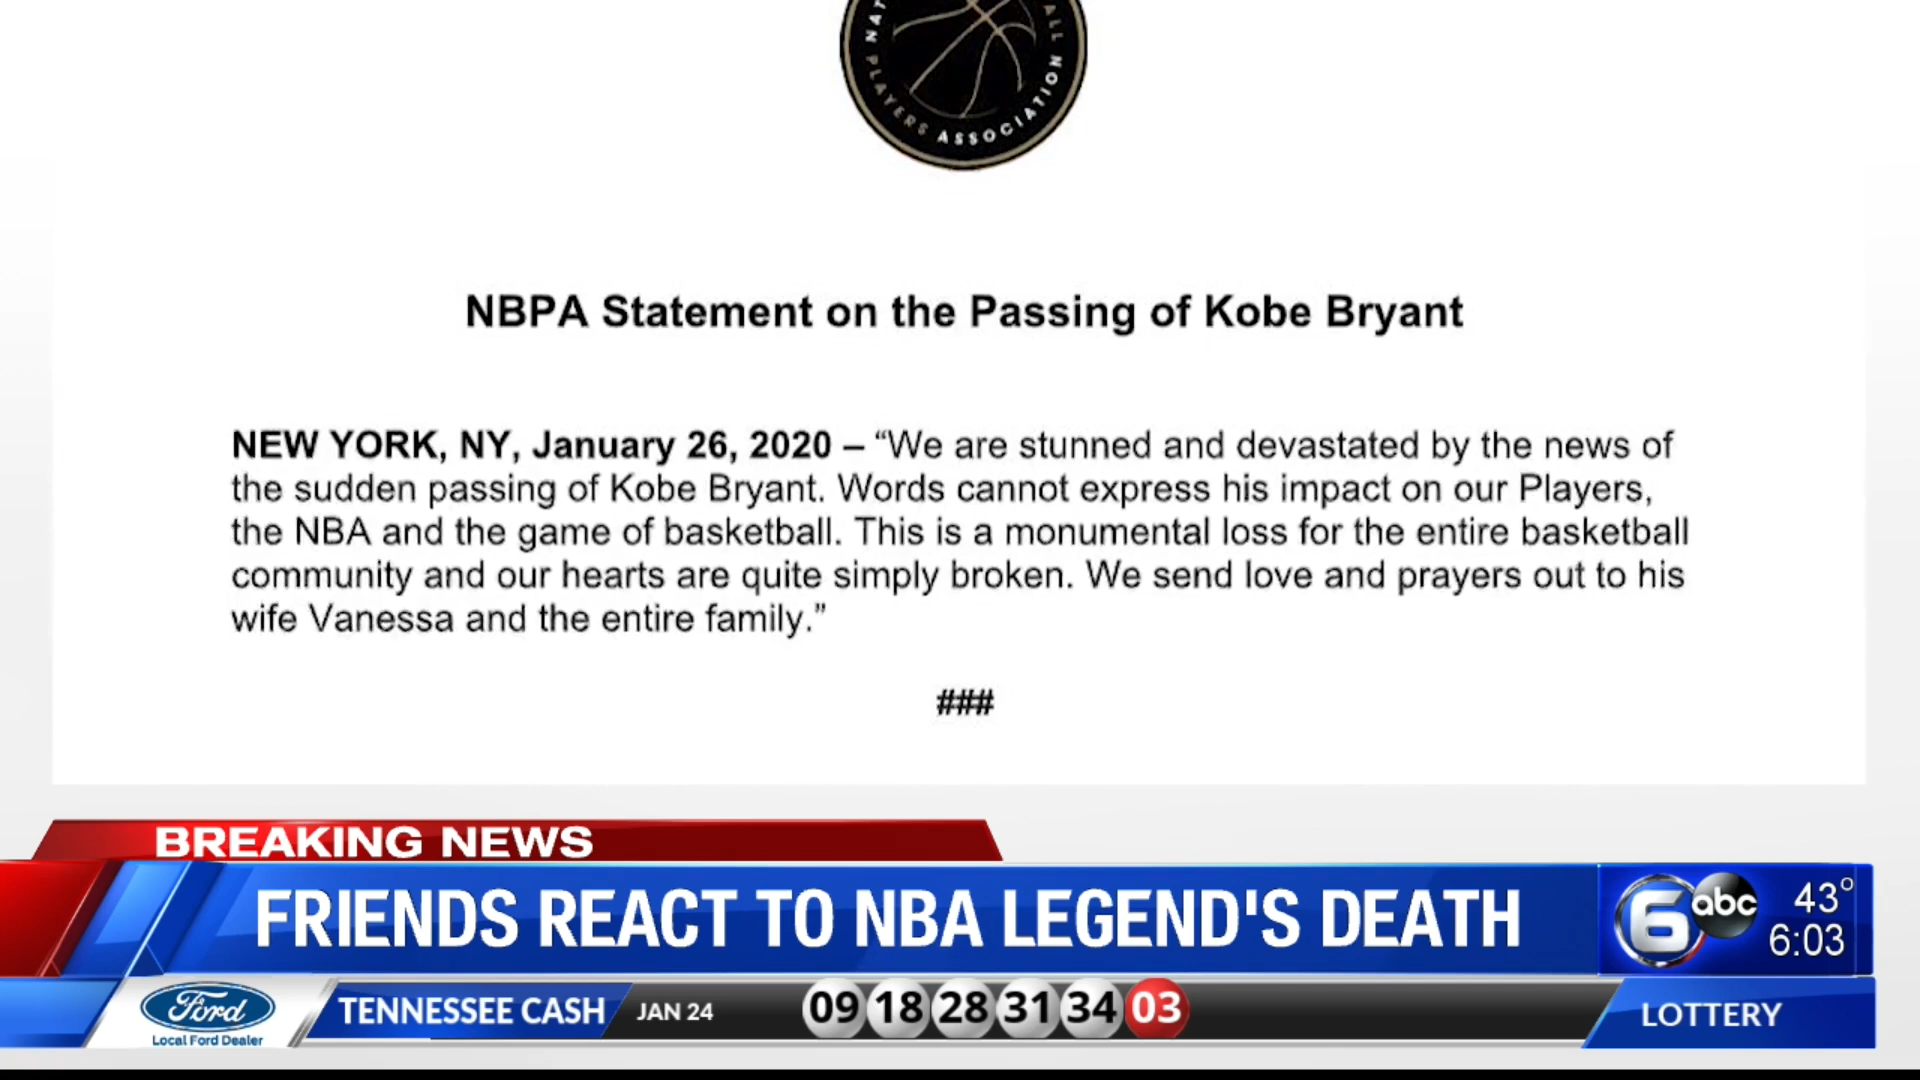 PLAYERS ASSOCIATION
NBPA Statement on the Passing of Kobe Bryant
NEW YORK, NY, January 26, 2020 – “We are stunned and devastated by the news of
the sudden passing of Kobe Bryant. Words cannot express his impact on our Players,
the NBA and the game of basketball. This is a monumental loss for the entire basketball
community and our hearts are quite simply broken. We send love and prayers out to his
wife Vanessa and the entire family.”
###
BREAKING NEWS
FRIENDS REACT TO NBA LEGEND'S DEATH
6 abc
43°
6:03
Ford
Local Ford Dealer
TENNESSEE CASH JAN 24 09 18 28 31 34 03 LOTTERY